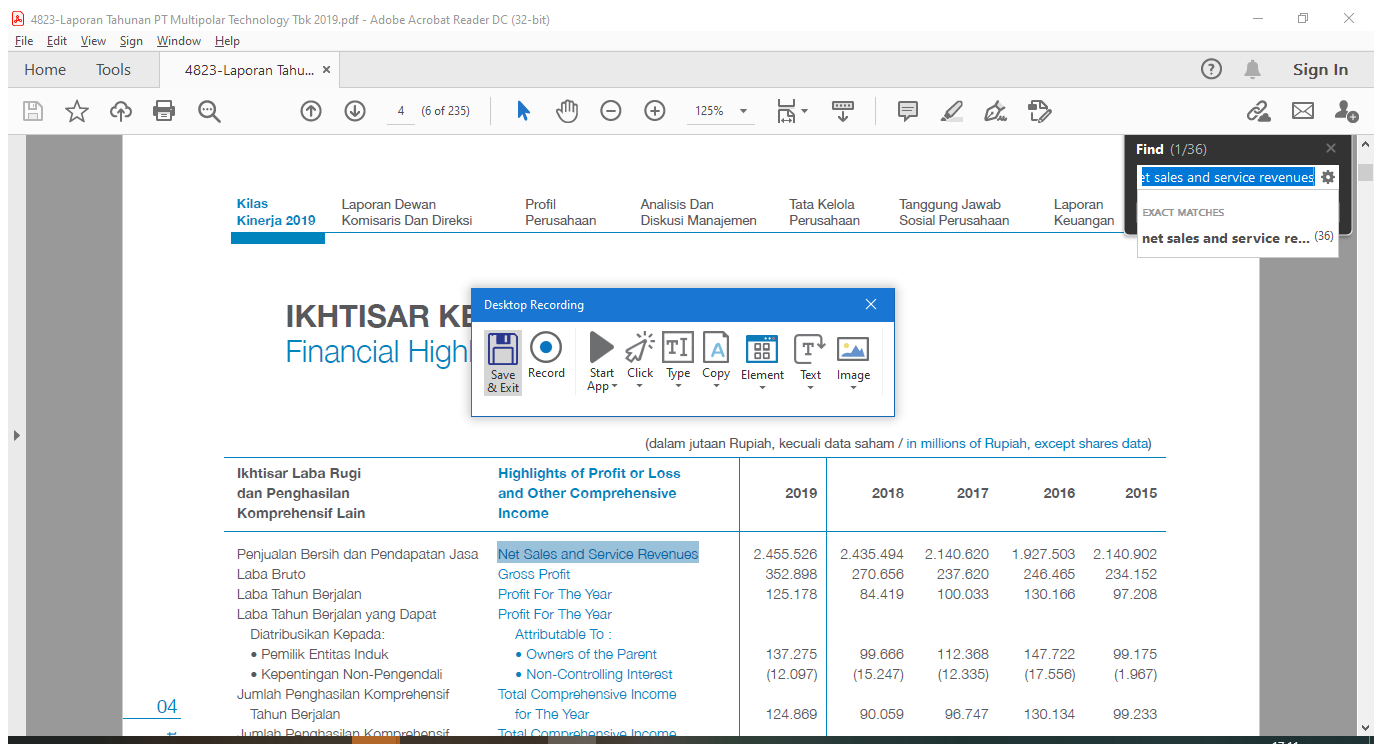 4823-Laporan Tahunan PT Multipolar Technology Tbk 2019.pdf - Adobe Acrobat Reader DC (32-bit)
File Edit View Sign Window Help
Home Tools 4823-Laporan Tahu... × Sign In
4 (6 of 235) 125%
Find (1/36)
et sales and service revenues
EXACT MATCHES
net sales and service re... (36)
Kilas Laporan Dewan Profil Analisis Dan Tata Kelola Tanggung Jawab Laporan
Kinerja 2019 Komisaris Dan Direksi Perusahaan Diskusi Manajemen Perusahaan Sosial Perusahaan Keuangan
IKHTISAR KE
Financial Highl
Desktop Recording
Save & Exit Record Start App Click Type Copy Element Text Image
(dalam jutaan Rupiah, kecuali data saham / in millions of Rupiah, except shares data)
Ikhtisar Laba Rugi Highlights of Profit or Loss
dan Penghasilan and Other Comprehensive 2019 2018 2017 2016 2015
Komprehensif Lain Income
Penjualan Bersih dan Pendapatan Jasa Net Sales and Service Revenues 2.455.526 2.435.494 2.140.620 1.927.503 2.140.902
Laba Bruto Gross Profit 352.898 270.656 237.620 246.465 234.152
Laba Tahun Berjalan Profit For The Year 125.178 84.419 100.033 130.166 97.208
Laba Tahun Berjalan yang Dapat Profit For The Year
Diatribusikan Kepada: Attributable To :
• Pemilik Entitas Induk • Owners of the Parent 137.275 99.666 112.368 147.722 99.175
• Kepentingan Non-Pengendali • Non-Controlling Interest (12.097) (15.247) (12.335) (17.556) (1.967)
Jumlah Penghasilan Komprehensif Total Comprehensive Income
Tahun Berjalan for The Year 124.869 90.059 96.747 130.134 99.233
Jumlah Penghasilan Komprehensif Total Comprehensive Income
04